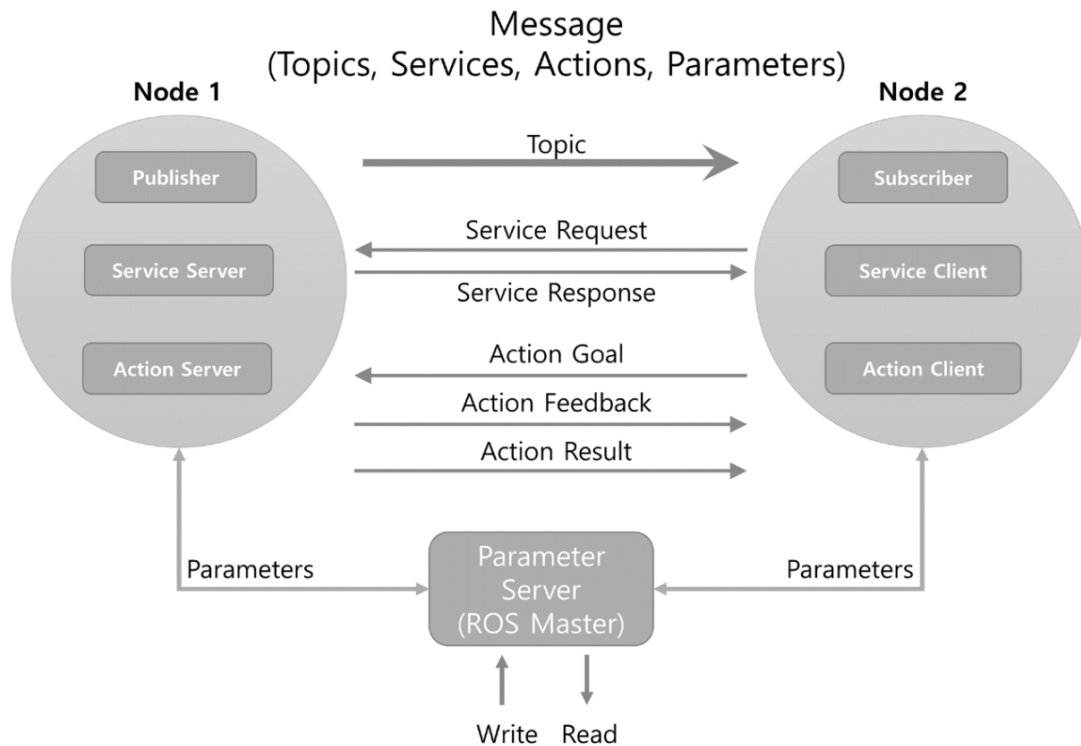 Message
(Topics, Services, Actions, Parameters)
Node 1
Node 2
Topic
Publisher
Subscriber
Service Request
Service Server
Service Client
Service Response
Action Goal
Action Server
Action Client
Action Feedback
Action Result
Parameters
Parameter
Server
(ROS Master)
Parameters
Write
Read